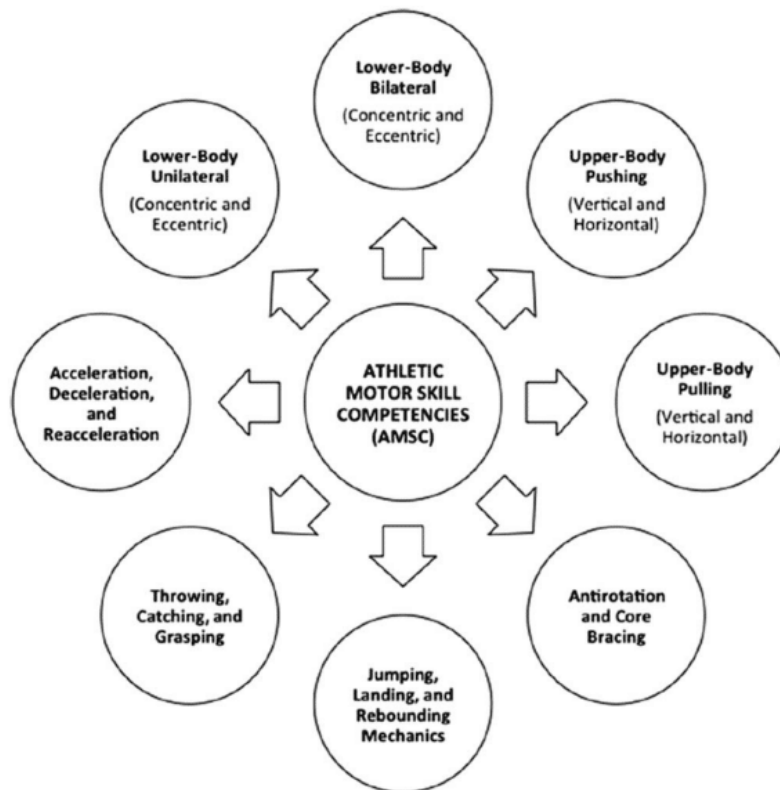 Lower-Body
Bilateral
(Concentric and
Eccentric)
Upper-Body
Pushing
(Vertical and
Horizontal)
Upper-Body
Pulling
(Vertical and
Horizontal)
Antirotation
and Core
Bracing
Jumping,
Landing, and
Rebounding
Mechanics
Throwing,
Catching, and
Grasping
Acceleration,
Deceleration,
and
Reacceleration
Lower-Body
Unilateral
(Concentric and
Eccentric)
ATHLETIC
MOTOR SKILL
COMPETENCIES
(AMSC)